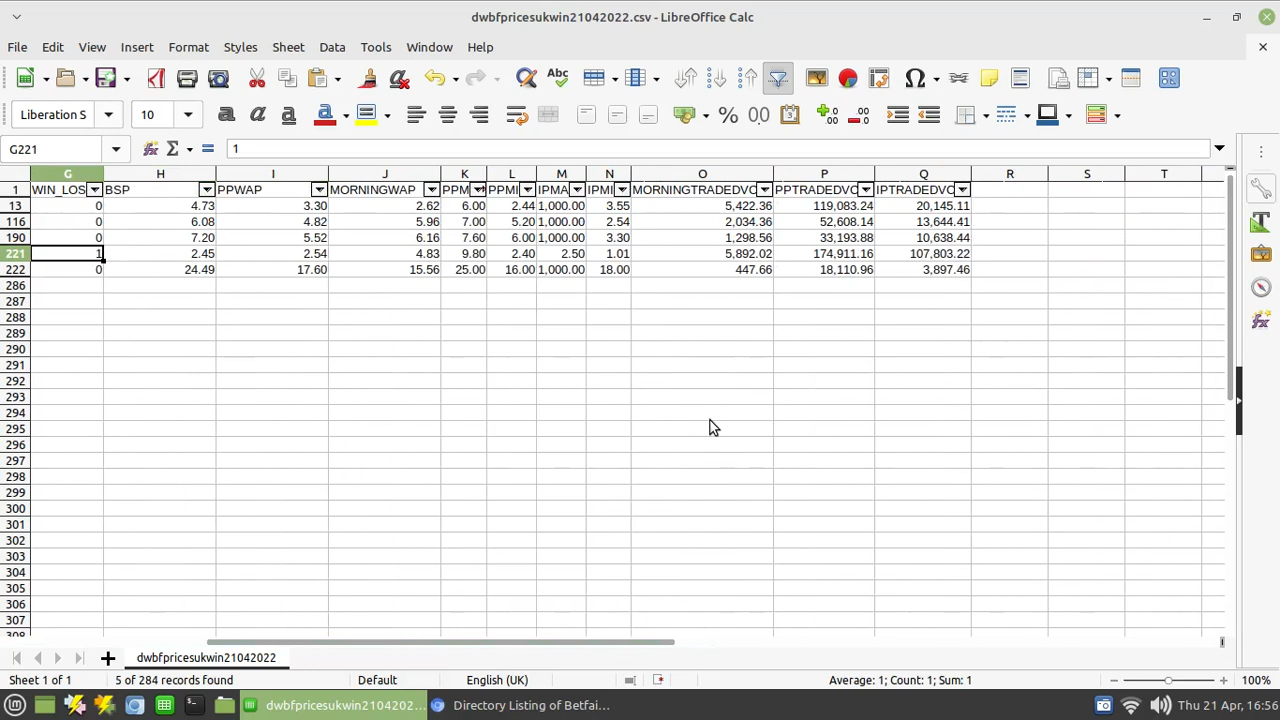 dwbfpricesukwin21042022.csv - LibreOffice Calc
File Edit View Insert Format Styles Sheet Data Tools Window Help
Liberation S 10
G221 1
G H I J K L M N O P Q R S T
1 WIN_LOS BSP PPWAP MORNINGWAP PPM PPMI IPMA IPMI MORNINGTRADEDVO PPTRADEDVO IPTRADEDVO
13 0 4.73 3.30 2.62 6.00 2.44 1,000.00 3.55 5,422.36 119,083.24 20,145.11
116 0 6.08 4.82 5.96 7.00 5.20 1,000.00 2.54 2,034.36 52,608.14 13,644.41
190 0 7.20 5.52 6.16 7.60 6.00 1,000.00 3.30 1,298.56 33,193.88 10,638.44
221 1 2.45 2.54 4.83 9.80 2.40 2.50 1.01 5,892.02 174,911.16 107,803.22
222 0 24.49 17.60 15.56 25.00 16.00 1,000.00 18.00 447.66 18,110.96 3,897.46
286
287
288
289
290
291
292
293
294
295
296
297
298
299
300
301
302
303
304
305
306
307
308
dwbfpricesukwin21042022
Sheet 1 of 1 5 of 284 records found Default English (UK) Average: 1; Count: 1; Sum: 1 100%
dwbfpricesukwin2104202... Directory Listing of Betfai... Thu 21 Apr, 16:56